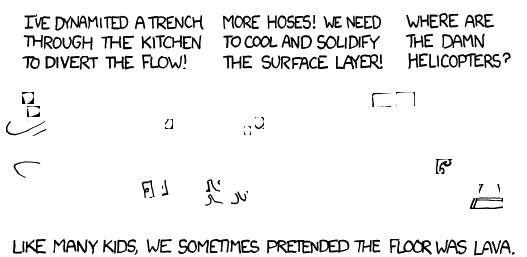 I'VE DYNAMITED A TRENCH
THROUGH THE KITCHEN
TO DIVERT THE FLOW!
MORE HOSES! WE NEED
TO COOL AND SOLIDIFY
THE SURFACE LAYER!
WHERE ARE
THE DAMN
HELICOPTERS?
LIKE MANY KIDS, WE SOMETIMES PRETENDED THE FLOOR WAS LAVA.